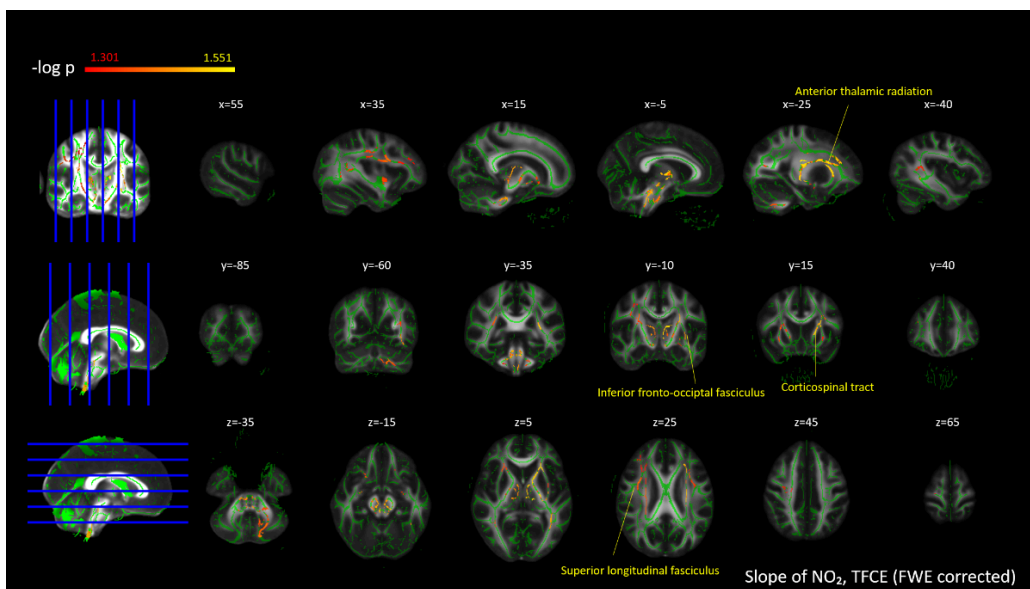 1.301 1.551
-log p
Anterior thalamic radiation
x=55 x=35 x=15 x=-5 x=-25 x=-40
y=-85 y=-60 y=-35 y=-10 y=15 y=40
Inferior fronto-occiptal fasciculus Corticospinal tract
z=-35 z=-15 z=5 z=25 z=45 z=65
Superior longitudinal fasciculus
Slope of NO₂, TFCE (FWE corrected)